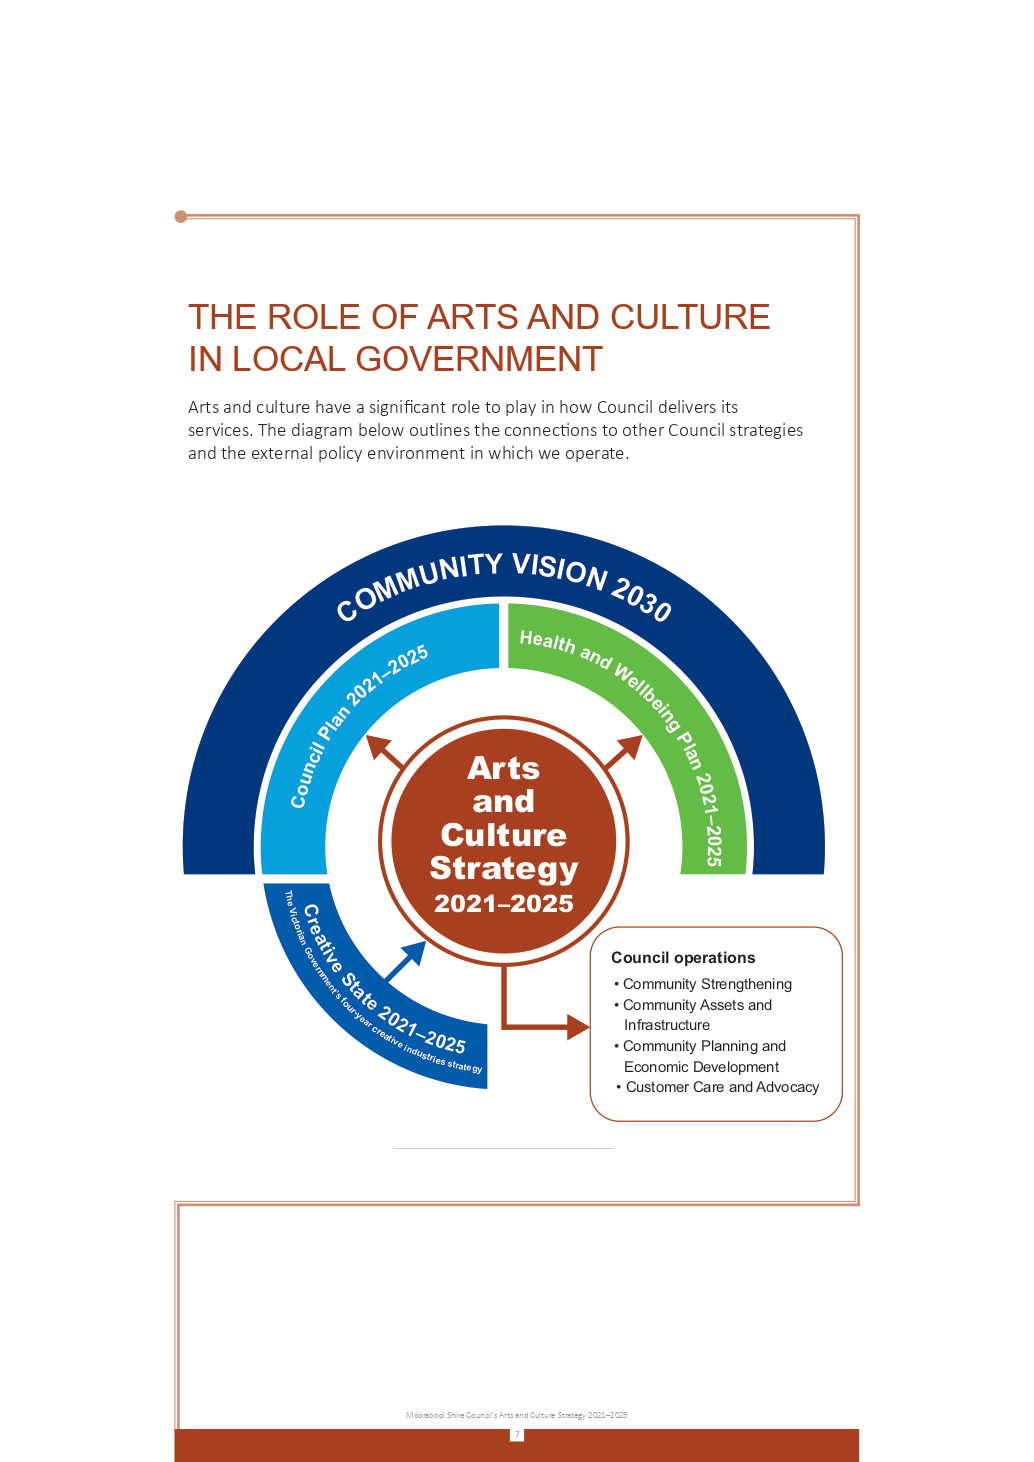 THE ROLE OF ARTS AND CULTURE
IN LOCAL GOVERNMENT
Arts and culture have a significant role to play in how Council delivers its
services. The diagram below outlines the connections to other Council strategies
and the external policy environment in which we operate.
COMMUNITY VISION 2030
Council Plan 2021–2025
Health and Wellbeing Plan 2021–2025
Arts
and
Culture
Strategy
2021–2025
Creative State 2021–2025
The Victorian Government's four-year creative industries strategy
Council operations
• Community Strengthening
• Community Assets and
Infrastructure
• Community Planning and
Economic Development
• Customer Care and Advocacy
Moorabool Shire Council's Arts and Culture Strategy 2021–2025
7